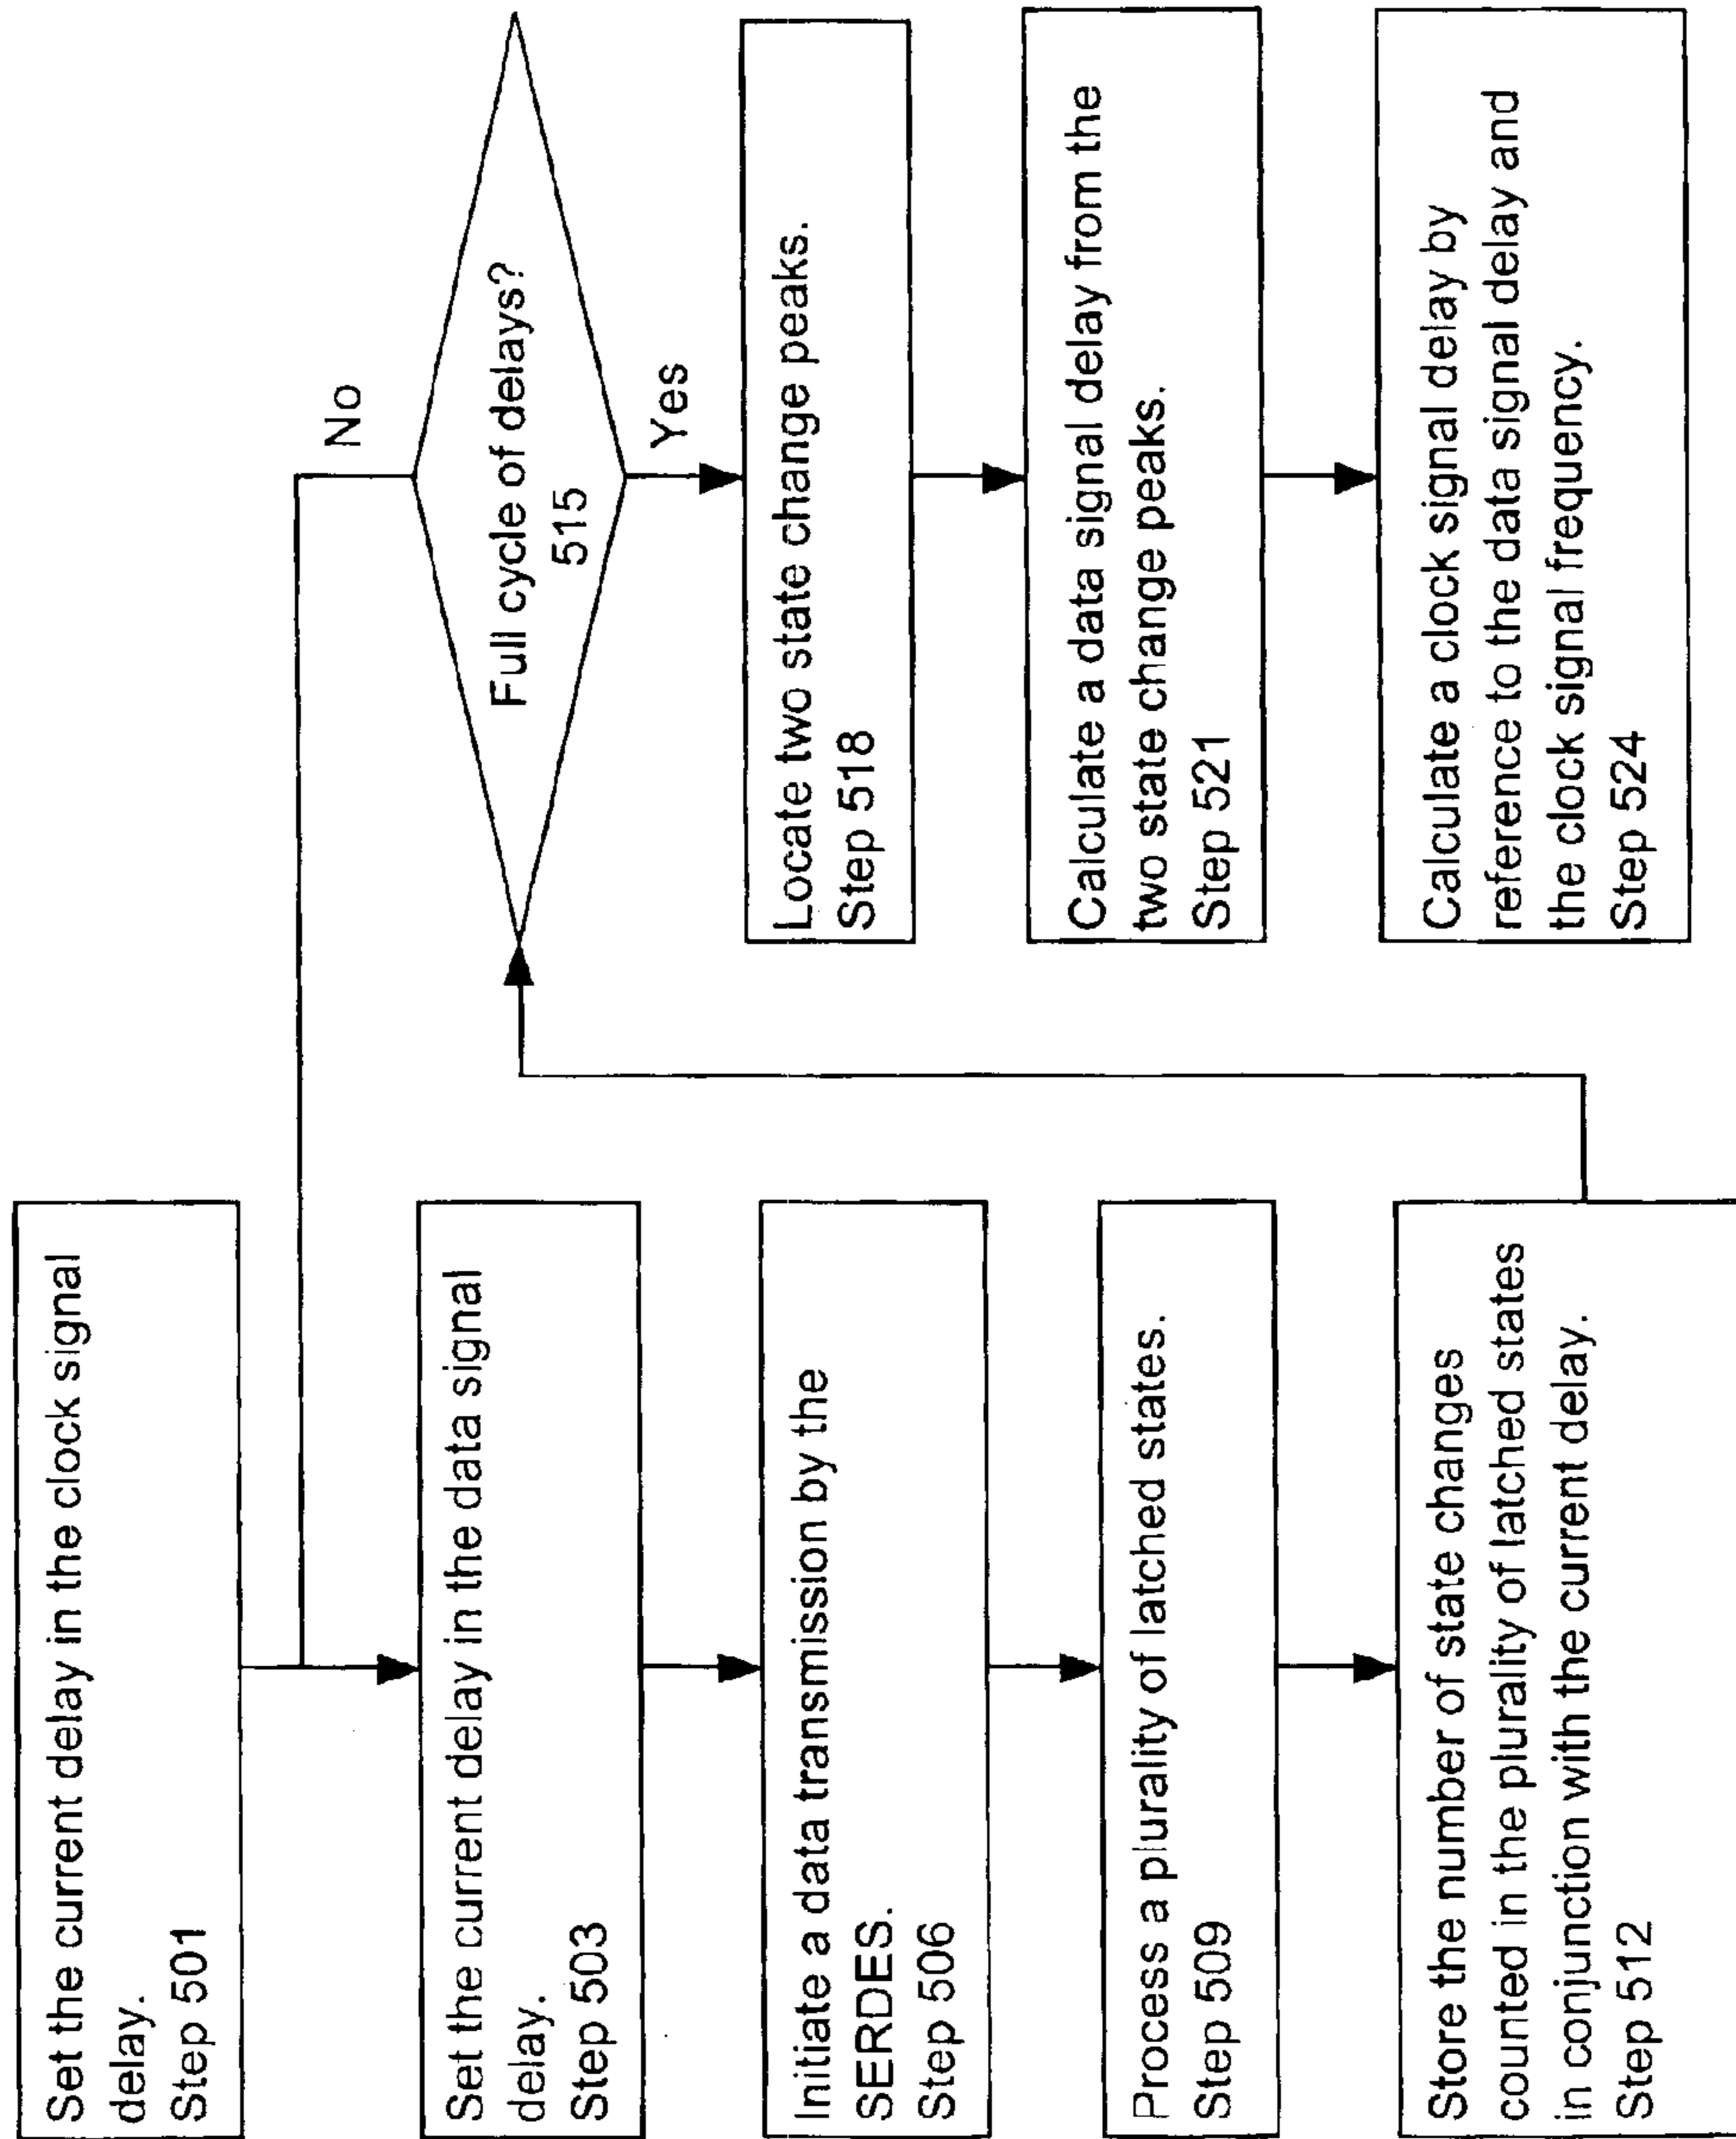 Set the current delay in the clock signal
delay.
Step 501
Set the current delay in the data signal
delay.
Step 503
Initiate a data transmission by the
SERDES.
Step 506
Process a plurality of latched states.
Step 509
Store the number of state changes
counted in the plurality of latched states
in conjunction with the current delay.
Step 512
No
Full cycle of delays?
515
Yes
Locate two state change peaks.
Step 518
Calculate a data signal delay from the
two state change peaks.
Step 521
Calculate a clock signal delay by
reference to the data signal delay and
the clock signal frequency.
Step 524